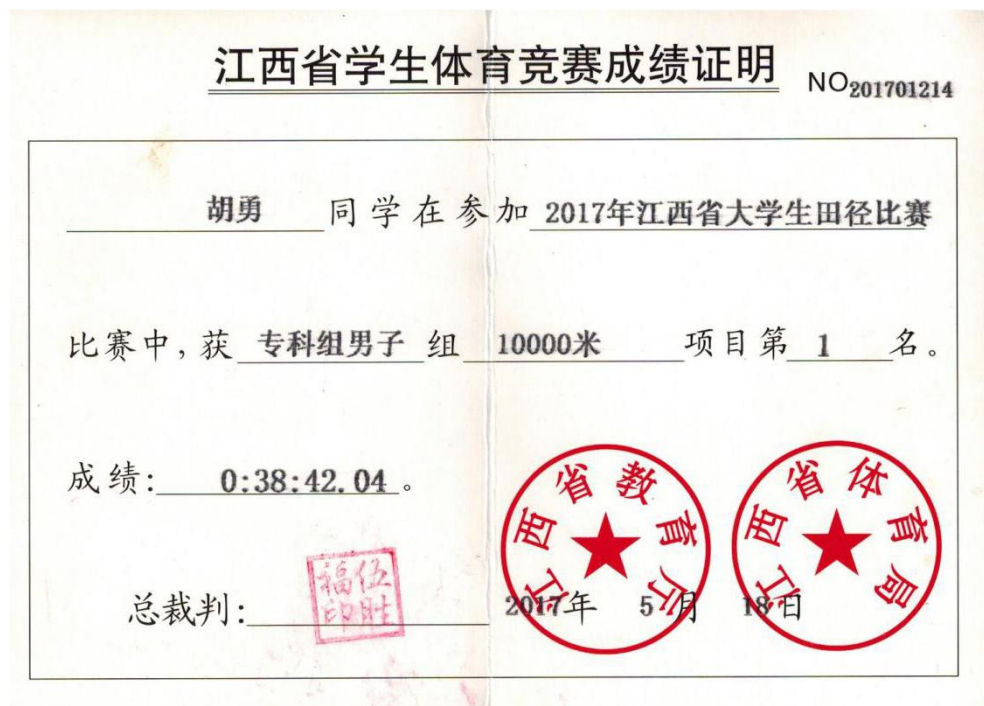 江西省学生体育竞赛成绩证明 NO201701214
胡勇 同学在参加 2017年江西省大学生田径比赛
比赛中,获 专科组男子 组 10000米 项目第 1 名。
成绩: 0:38:42.04 。
江西省教育厅
江西省体育局
总裁判: 伍胜福印
2017年 5月 18日